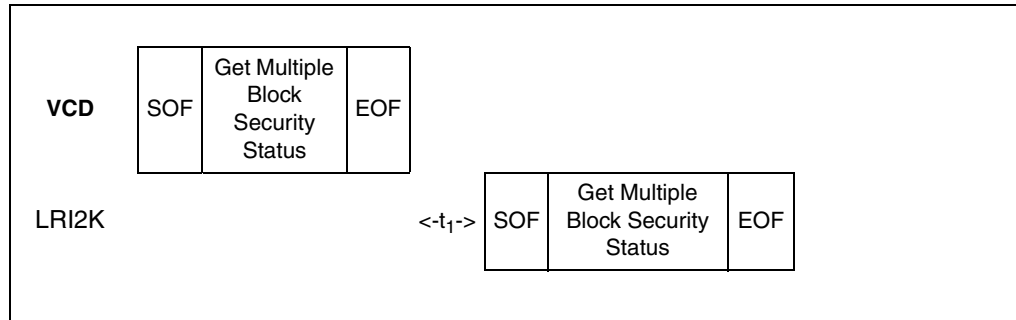 VCD
SOF
Get Multiple
Block
Security
Status
EOF
LRI2K
<-t₁->
SOF
Get Multiple
Block Security
Status
EOF